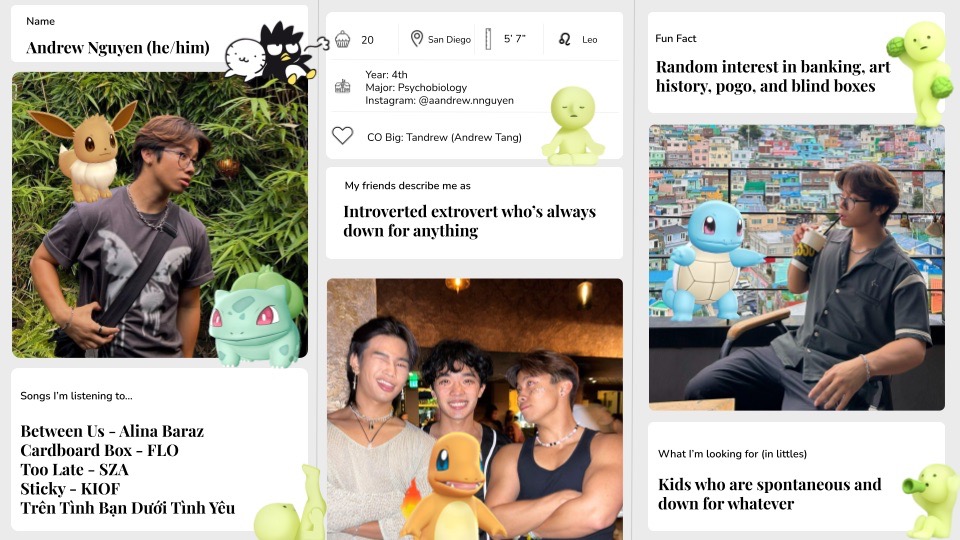 Name
Andrew Nguyen (he/him)
Songs I'm listening to...
Between Us - Alina Baraz
Cardboard Box - FLO
Too Late - SZA
Sticky - KIOF
Trên Tình Bạn Dưới Tình Yêu
20
San Diego
5' 7"
Leo
Year: 4th
Major: Psychobiology
Instagram: @aandrew.nnguyen
CO Big: Tandrew (Andrew Tang)
My friends describe me as
Introverted extrovert who's always
down for anything
Fun Fact
Random interest in banking, art
history, pogo, and blind boxes
What I'm looking for (in littles)
Kids who are spontaneous and
down for whatever